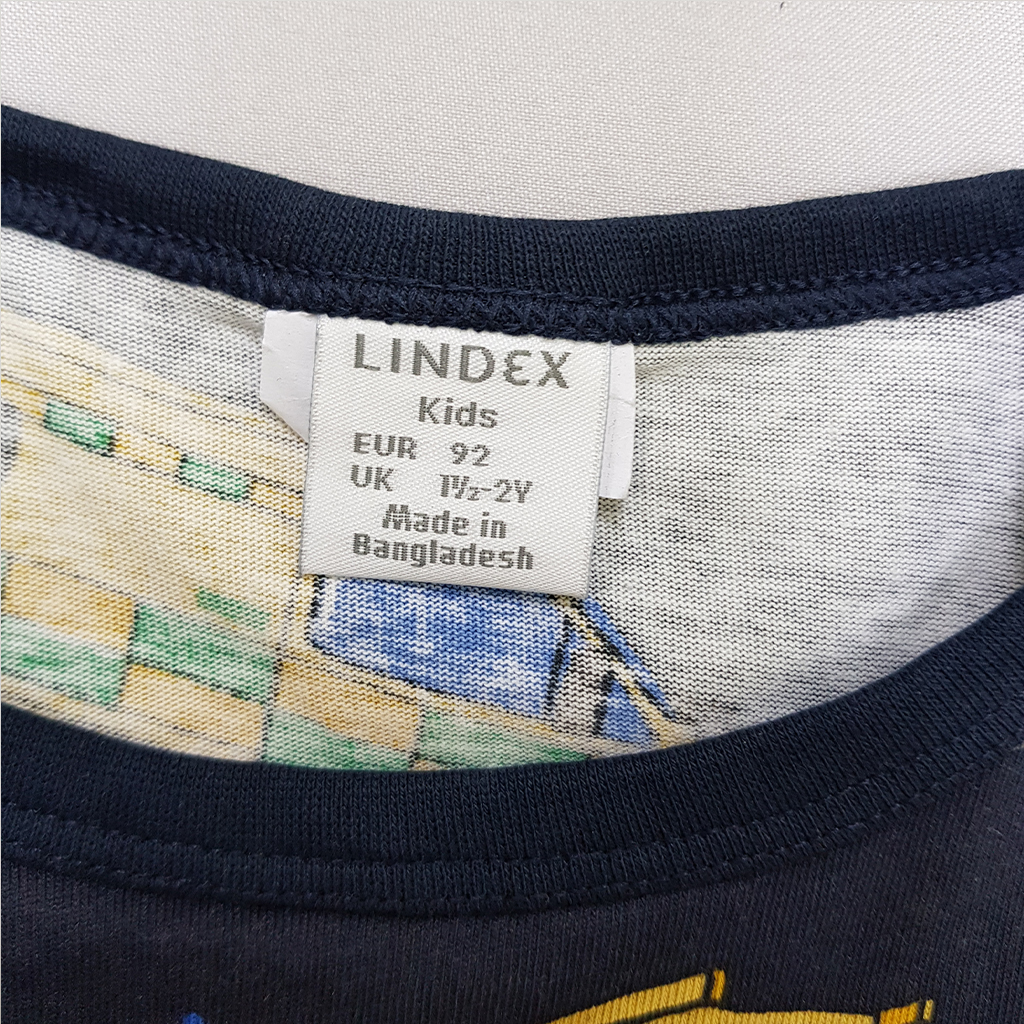 LINDEX
Kids
EUR 92
UK 1½-2Y
Made in
Bangladesh